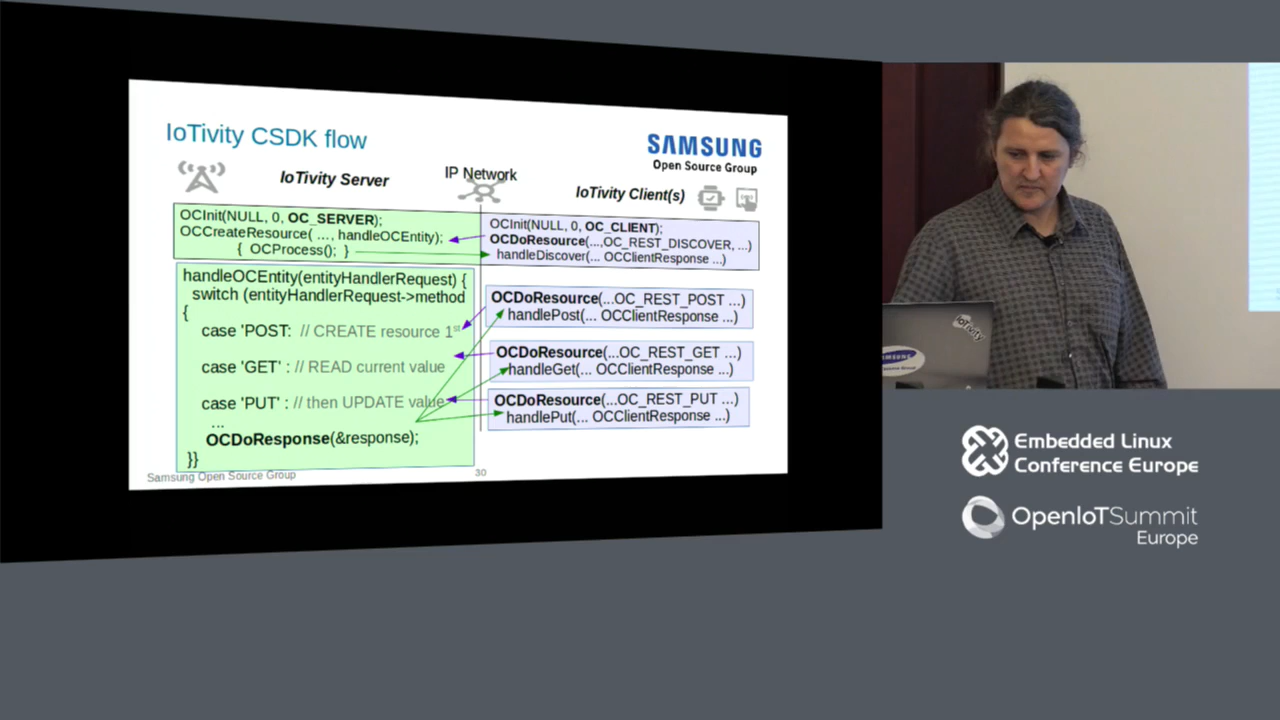 IoTivity CSDK flow
SAMSUNG
Open Source Group
IoTivity Server
IP Network
IoTivity Client(s)
OCInit(NULL, 0, OC_SERVER);
OCCreateResource( ..., handleOCEntity);
{ OCProcess(); }
OCInit(NULL, 0, OC_CLIENT);
OCDoResource(...,OC_REST_DISCOVER, ...)
handleDiscover(... OCClientResponse ...)
handleOCEntity(entityHandlerRequest) {
switch (entityHandlerRequest->method
{
case 'POST: // CREATE resource 1st
case 'GET' : // READ current value
case 'PUT' : // then UPDATE value
...
OCDoResponse(&response);
}}
OCDoResource(...OC_REST_POST ...)
handlePost(... OCClientResponse ...)
OCDoResource(...OC_REST_GET ...)
handleGet(... OCClientResponse ...)
OCDoResource(...OC_REST_PUT ...)
handlePut(... OCClientResponse ...)
Samsung Open Source Group
30
IoTivity
SAMSUNG
Embedded Linux
Conference Europe
OpenIoTSummit
Europe